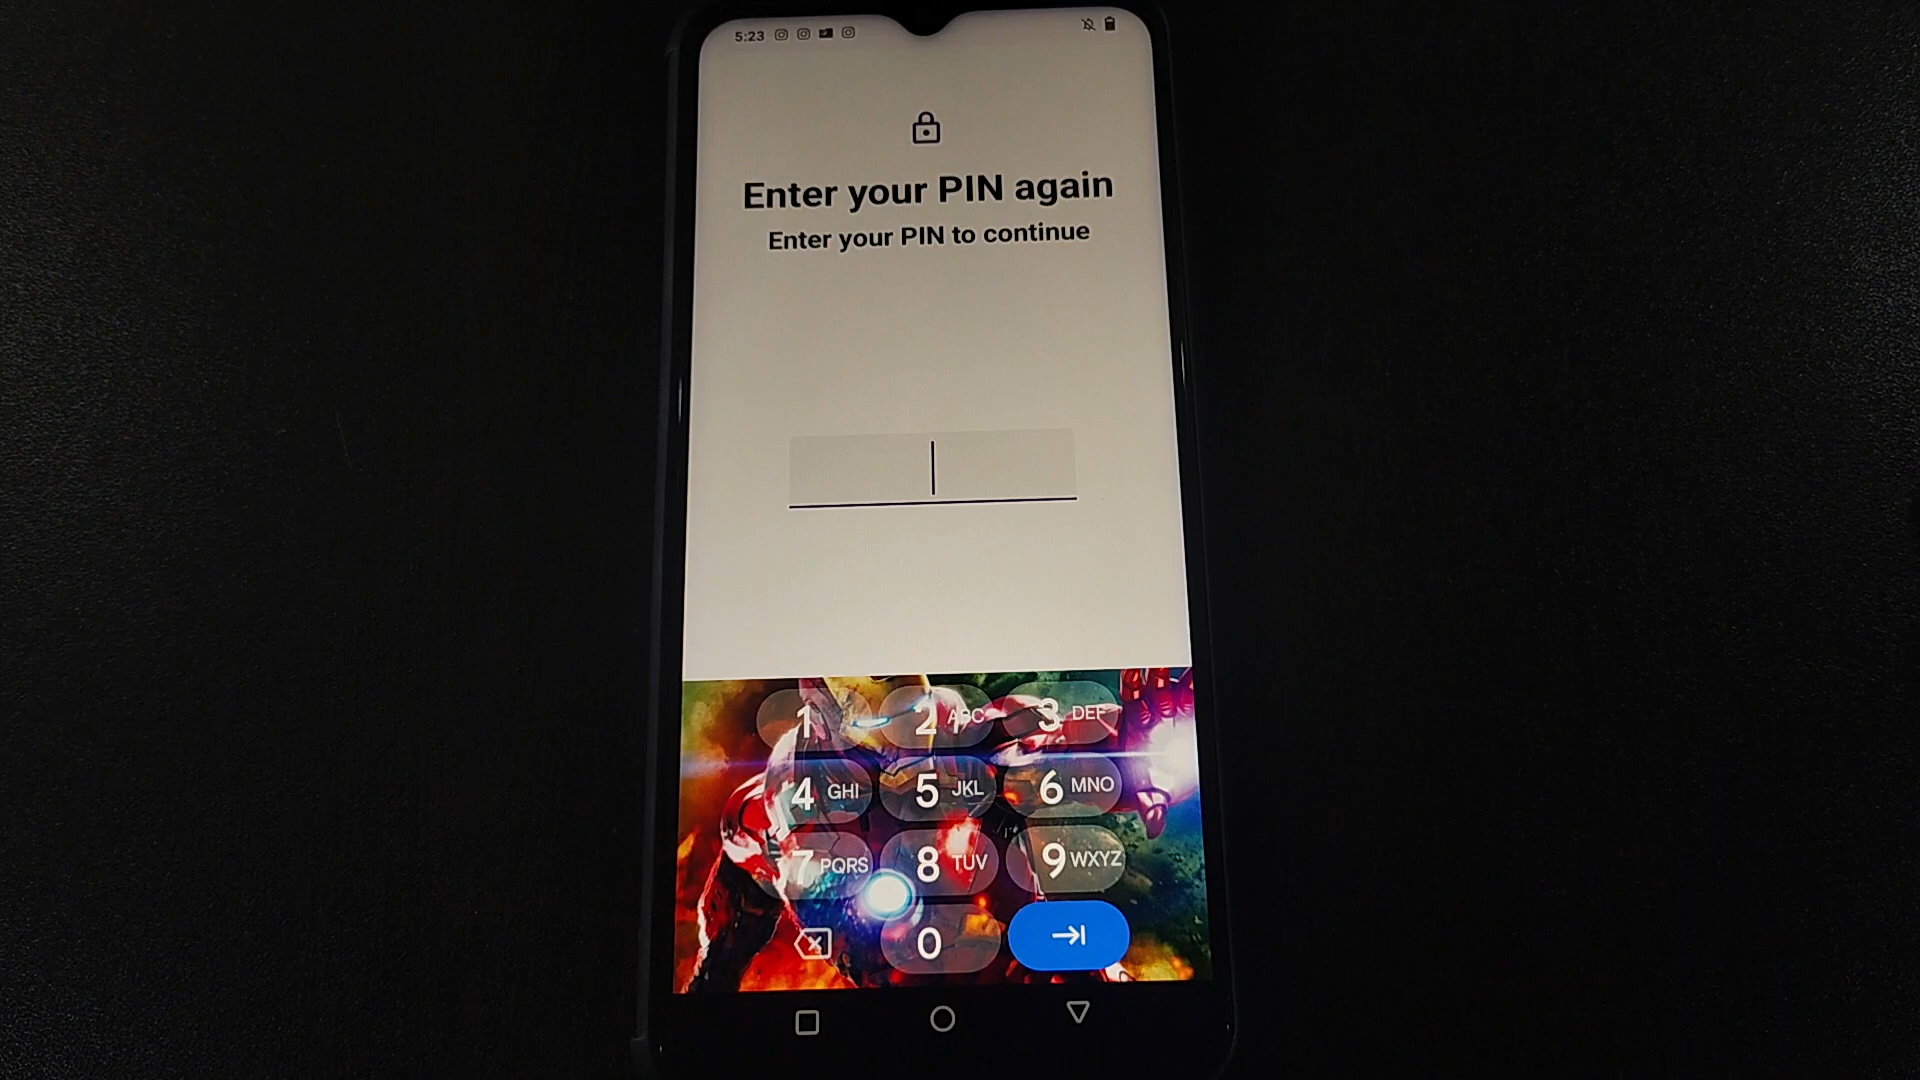 5:23
Enter your PIN again
Enter your PIN to continue
1 2 ABC 3 DEF
4 GHI 5 JKL 6 MNO
7 PQRS 8 TUV 9 WXYZ
0